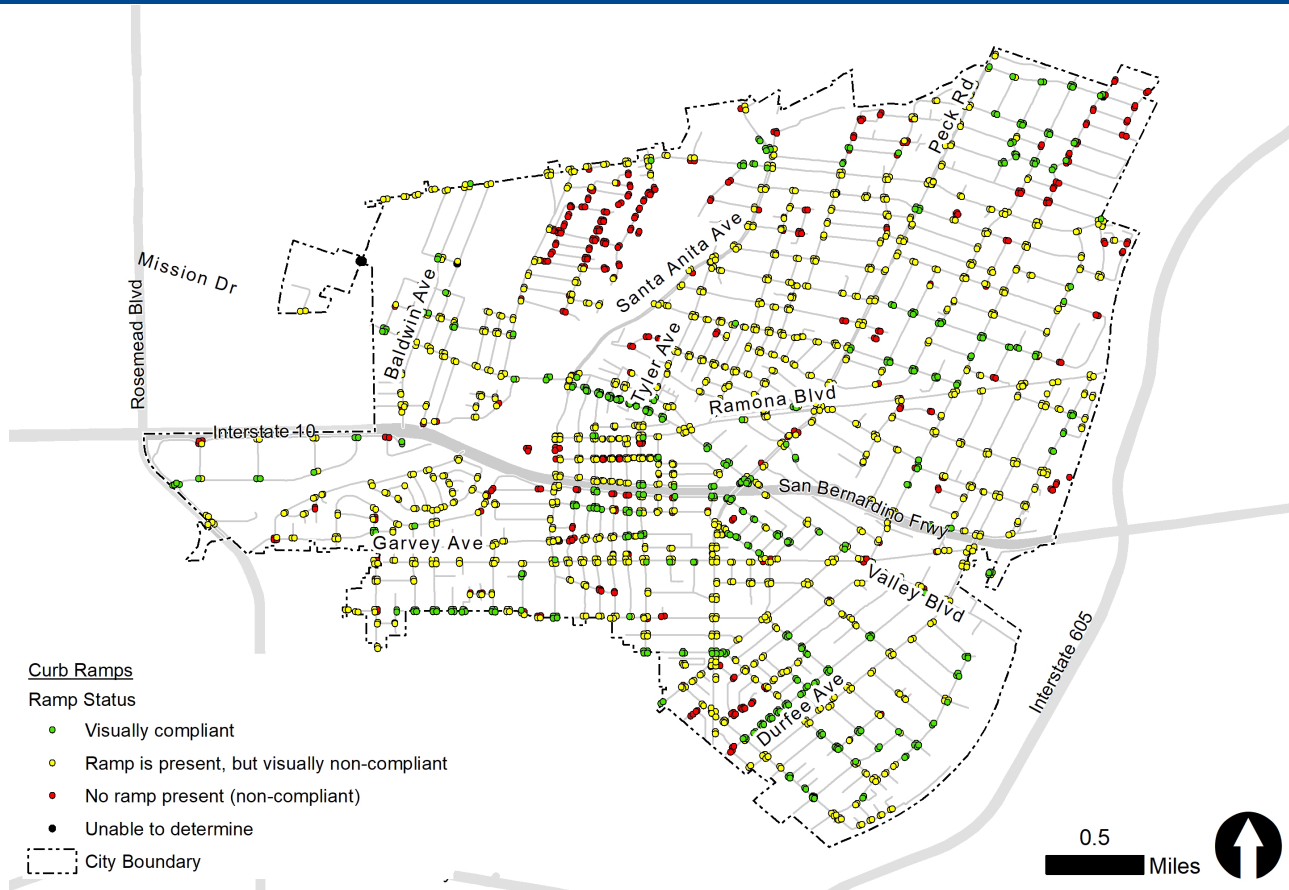 Peck Rd
Santa Anita Ave
Mission Dr
Rosemead Blvd
Baldwin Ave
Tyler Ave
Ramona Blvd
Interstate 10
San Bernardino Frwy
Garvey Ave
Valley Blvd
Interstate 605
Durfee Ave
Curb Ramps
Ramp Status
Visually compliant
Ramp is present, but visually non-compliant
No ramp present (non-compliant)
Unable to determine
City Boundary
0.5
Miles